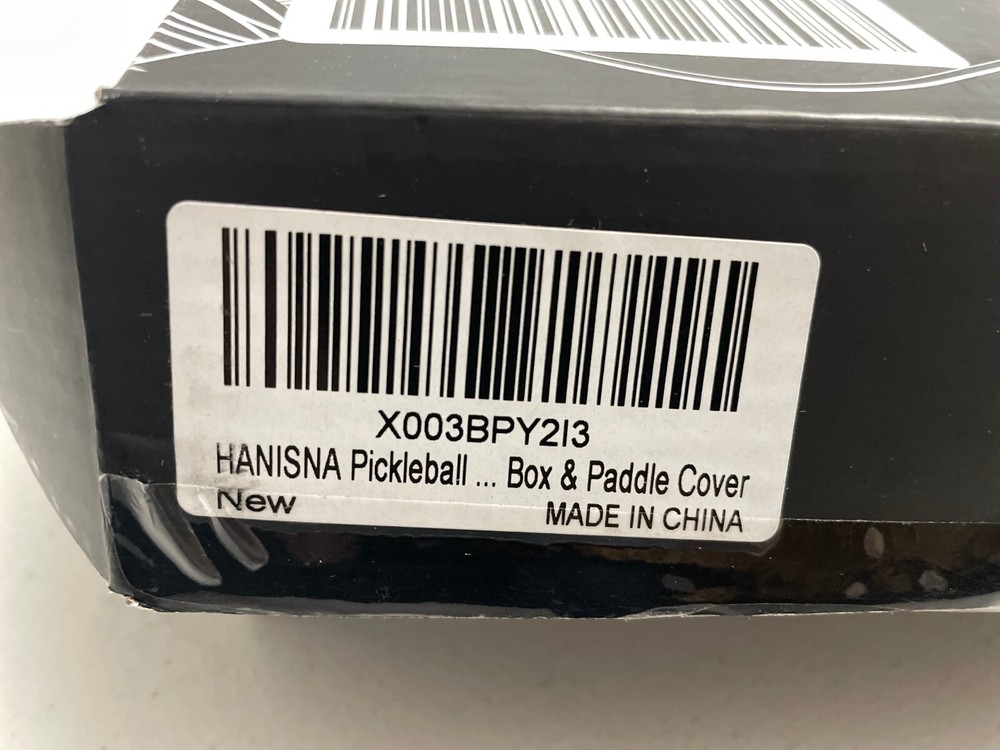 X003BPY2I3
HANISNA Pickleball ... Box & Paddle Cover
New
MADE IN CHINA